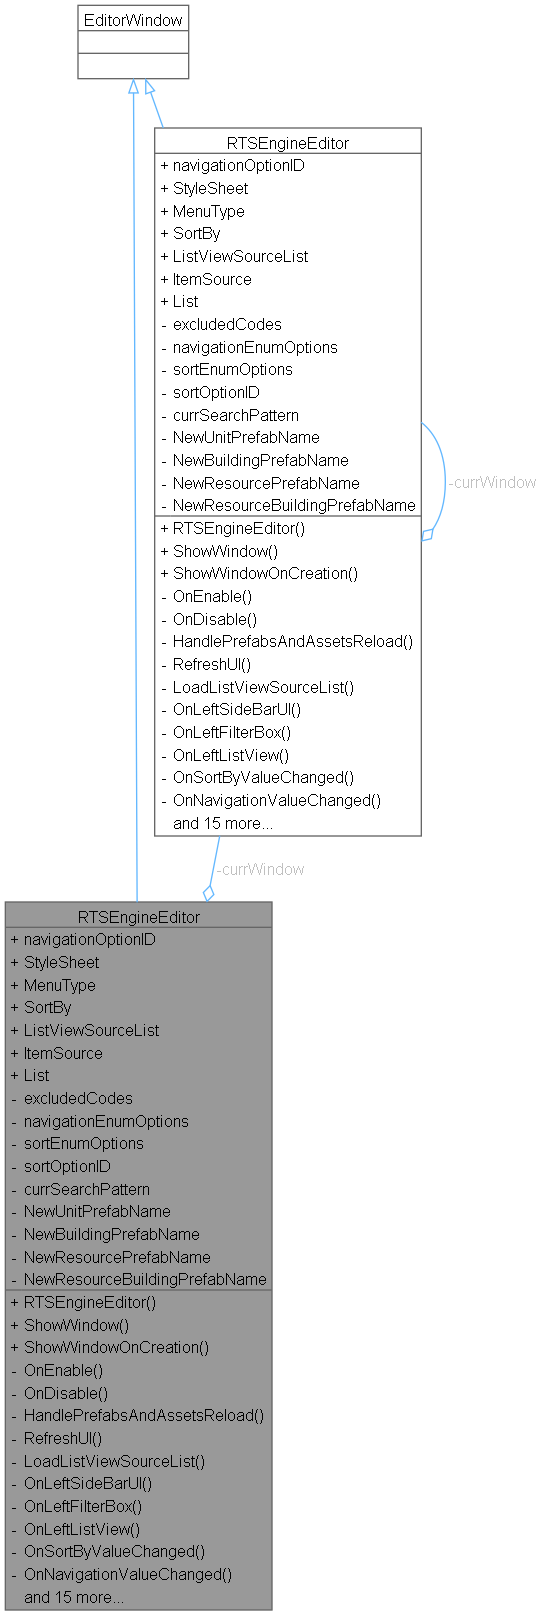 EditorWindow
RTSEngineEditor
+ navigationOptionID
+ StyleSheet
+ MenuType
+ SortBy
+ ListViewSourceList
+ ItemSource
+ List
- excludedCodes
- navigationEnumOptions
- sortEnumOptions
- sortOptionID
- currSearchPattern
- NewUnitPrefabName
- NewBuildingPrefabName
- NewResourcePrefabName
- NewResourceBuildingPrefabName
+ RTSEngineEditor()
+ ShowWindow()
+ ShowWindowOnCreation()
- OnEnable()
- OnDisable()
- HandlePrefabsAndAssetsReload()
- RefreshUI()
- LoadListViewSourceList()
- OnLeftSideBarUI()
- OnLeftFilterBox()
- OnLeftListView()
- OnSortByValueChanged()
- OnNavigationValueChanged()
and 15 more...
-currWindow
-currWindow
RTSEngineEditor
+ navigationOptionID
+ StyleSheet
+ MenuType
+ SortBy
+ ListViewSourceList
+ ItemSource
+ List
- excludedCodes
- navigationEnumOptions
- sortEnumOptions
- sortOptionID
- currSearchPattern
- NewUnitPrefabName
- NewBuildingPrefabName
- NewResourcePrefabName
- NewResourceBuildingPrefabName
+ RTSEngineEditor()
+ ShowWindow()
+ ShowWindowOnCreation()
- OnEnable()
- OnDisable()
- HandlePrefabsAndAssetsReload()
- RefreshUI()
- LoadListViewSourceList()
- OnLeftSideBarUI()
- OnLeftFilterBox()
- OnLeftListView()
- OnSortByValueChanged()
- OnNavigationValueChanged()
and 15 more...